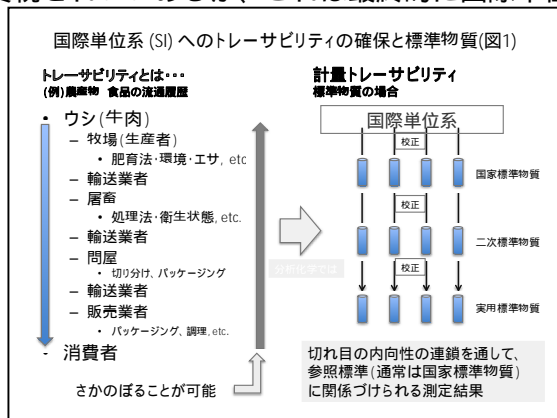 国際単位系 (SI) へのトレーサビリティの確保と標準物質(図1)
トレーサビリティとは・・・
(例)農産物 食品の流通履歴
• ウシ(牛肉)
– 牧場(生産者)
• 肥育法・環境・エサ, etc
– 輸送業者
– 屠畜
• 処理法・衛生状態, etc.
– 輸送業者
– 問屋
• 切り分け、パッケージング
– 輸送業者
– 販売業者
• パッケージング、調理, etc.
- 消費者
さかのぼることが可能
分析化学では
計量トレーサビリティ
標準物質の場合
国際単位系
校正
国家標準物質
校正
二次標準物質
校正
実用標準物質
切れ目の内向性の連鎖を通して、
参照標準(通常は国家標準物質)
に関係づけられる測定結果